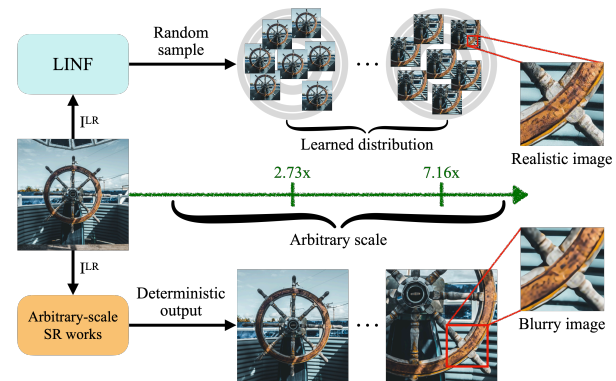 LINF
Random
sample
...
Learned distribution
Realistic image
I^LR
2.73x
7.16x
Arbitrary scale
I^LR
Arbitrary-scale
SR works
Deterministic
output
...
Blurry image